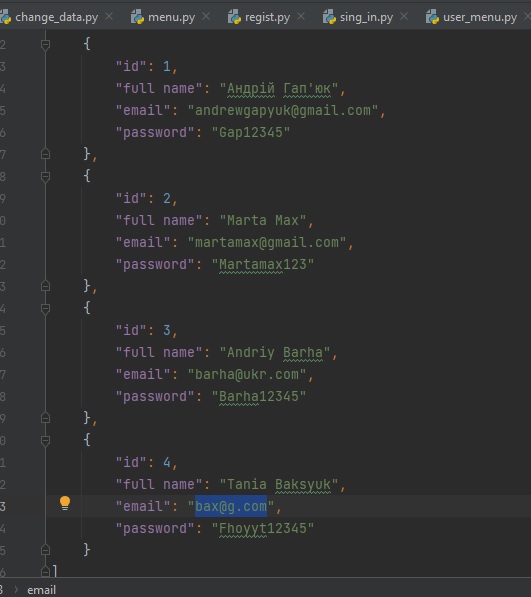 change_data.py menu.py regist.py sing_in.py user_menu.py
2 {
3 "id": 1,
4 "full name": "Андрій Гап'юк",
5 "email": "andrewgapyuk@gmail.com",
6 "password": "Gap12345"
7 },
8 {
9 "id": 2,
0 "full name": "Marta Max",
1 "email": "martamax@gmail.com",
2 "password": "Martamax123"
3 },
4 {
5 "id": 3,
6 "full name": "Andriy Barha",
7 "email": "barha@ukr.com",
8 "password": "Barha12345"
9 },
0 {
1 "id": 4,
2 "full name": "Tania Baksyuk",
3 "email": "bax@g.com",
4 "password": "Fhoyyt12345"
5 }
6 ]
3 › email